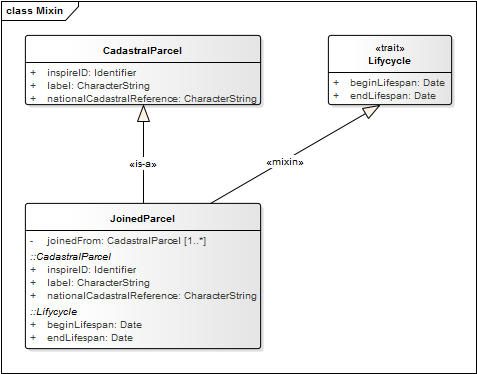 class Mixin
CadastralParcel
+ inspireID: Identifier
+ label: CharacterString
+ nationalCadastralReference: CharacterString
«trait»
Lifycycle
+ beginLifespan: Date
+ endLifespan: Date
«is-a»
«mixin»
JoinedParcel
- joinedFrom: CadastralParcel [1..*]
::CadastralParcel
+ inspireID: Identifier
+ label: CharacterString
+ nationalCadastralReference: CharacterString
::Lifycycle
+ beginLifespan: Date
+ endLifespan: Date